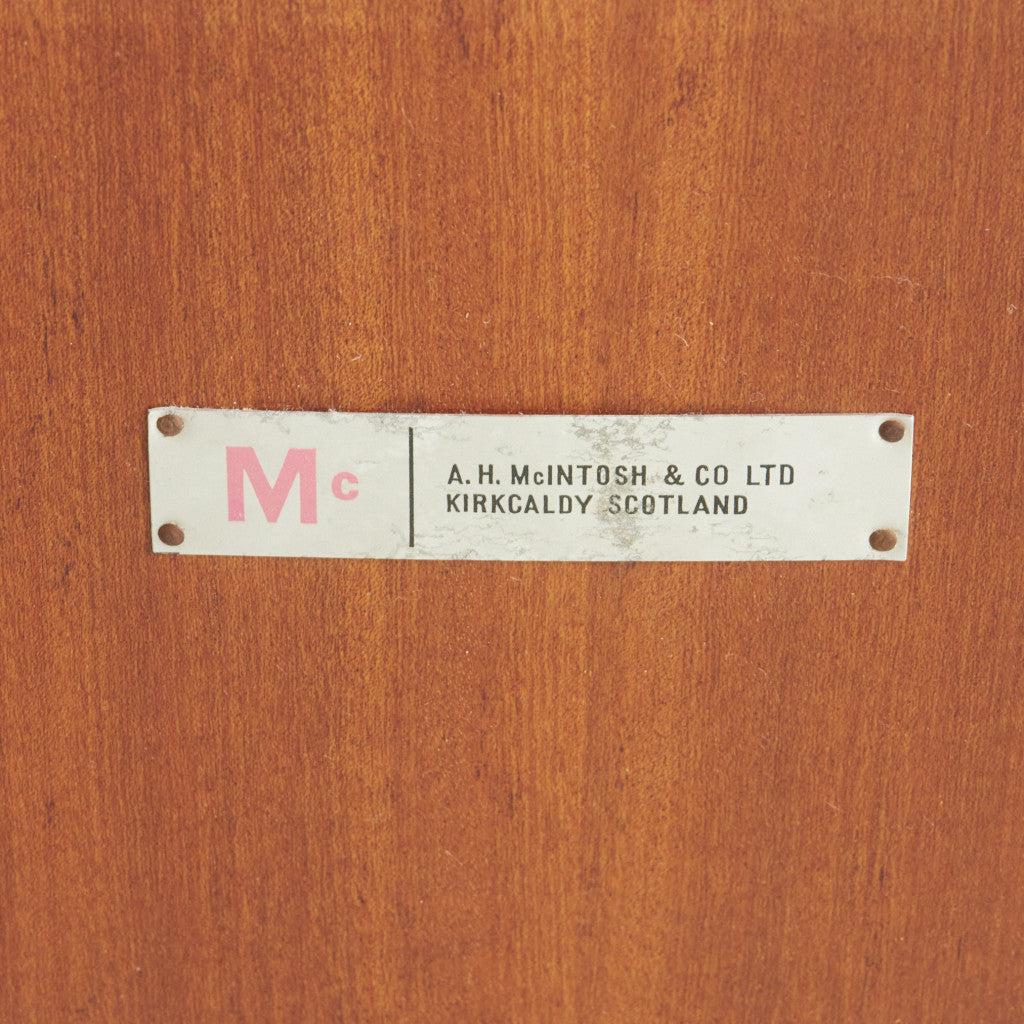 Mc
A. H. McINTOSH & CO LTD
KIRKCALDY SCOTLAND